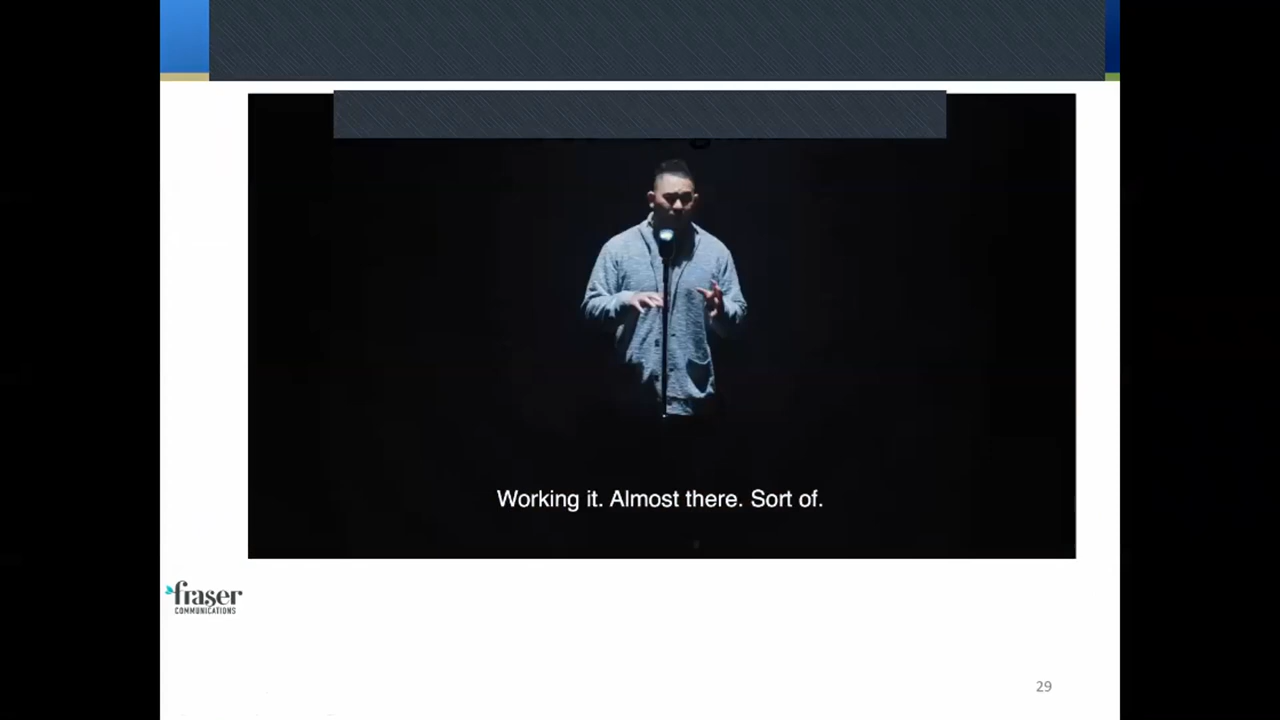 Working it. Almost there. Sort of.
fraser
COMMUNICATIONS
29